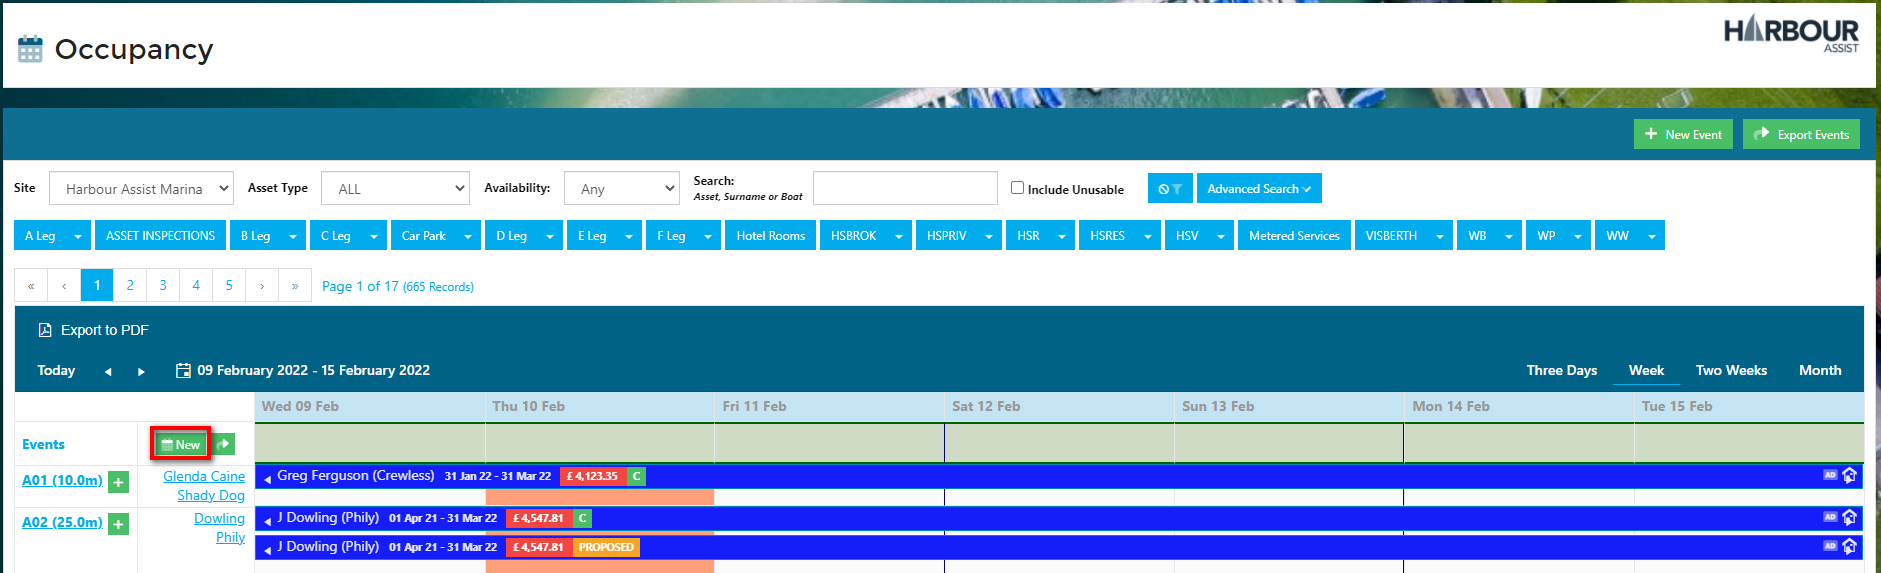 Occupancy
HARBOUR
ASSIST
New Event
Export Events
Site
Harbour Assist Marina
Asset Type
ALL
Availability:
Any
Search:
Asset, Surname or Boat
Include Unusable
Advanced Search
A Leg
ASSET INSPECTIONS
B Leg
C Leg
Car Park
D Leg
E Leg
F Leg
Hotel Rooms
HSBROK
HSPRIV
HSR
HSRES
HSV
Metered Services
VISBERTH
WB
WP
WW
« ‹ 1 2 3 4 5 › » Page 1 of 17 (665 Records)
Export to PDF
Today
09 February 2022 - 15 February 2022
Three Days
Week
Two Weeks
Month
Wed 09 Feb
Thu 10 Feb
Fri 11 Feb
Sat 12 Feb
Sun 13 Feb
Mon 14 Feb
Tue 15 Feb
Events
New
A01 (10.0m) +
Glenda Caine
Shady Dog
Greg Ferguson (Crewless) 31 Jan 22 - 31 Mar 22 £ 4,123.35 C
AD
A02 (25.0m) +
Dowling
Phily
J Dowling (Phily) 01 Apr 21 - 31 Mar 22 £ 4,547.81 C
AD
J Dowling (Phily) 01 Apr 21 - 31 Mar 22 £ 4,547.81 PROPOSED
AD